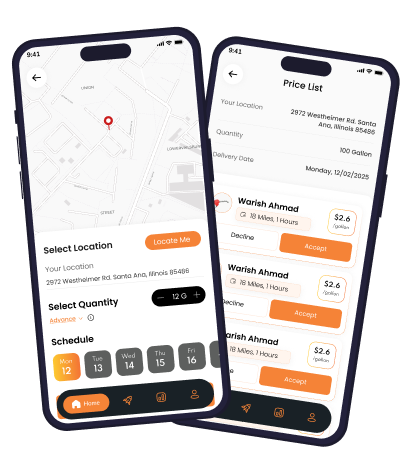 9:41
UNION
STREET
Select Location
Locate Me
Your Location
2972 Westheimer Rd. Santa Ana, Illinois 85486
Select Quantity
12 G
Advance
Schedule
Mon
12
Tue
13
Wed
14
Thu
15
Fri
16
Home
9:41
Price List
Your Location
2972 Westheimer Rd. Santa
Ana, Illinois 85486
Quantity
100 Gallon
Delivery Date
Monday, 12/02/2025
Warish Ahmad
$2.6
/gallon
18 Miles, 1 Hours
Decline
Accept
Warish Ahmad
$2.6
/gallon
18 Miles, 1 Hours
Decline
Accept
arish Ahmad
$2.6
/gallon
18 Miles, 1 Hours
Accept